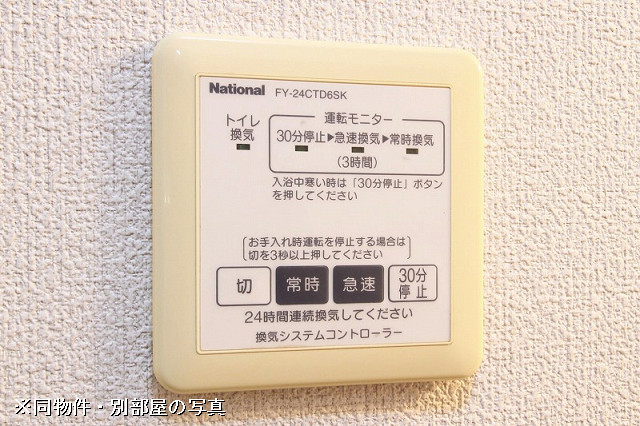 National FY-24CTD6SK
トイレ
換気
運転モニター
30分停止▶急速換気▶常時換気
(3時間)
入浴中寒い時は「30分停止」ボタン
を押してください
お手入れ時運転を停止する場合は
切を3秒以上押してください
切 常時 急速 30分
停止
24時間連続換気してください
換気システムコントローラー
※同物件・別部屋の写真